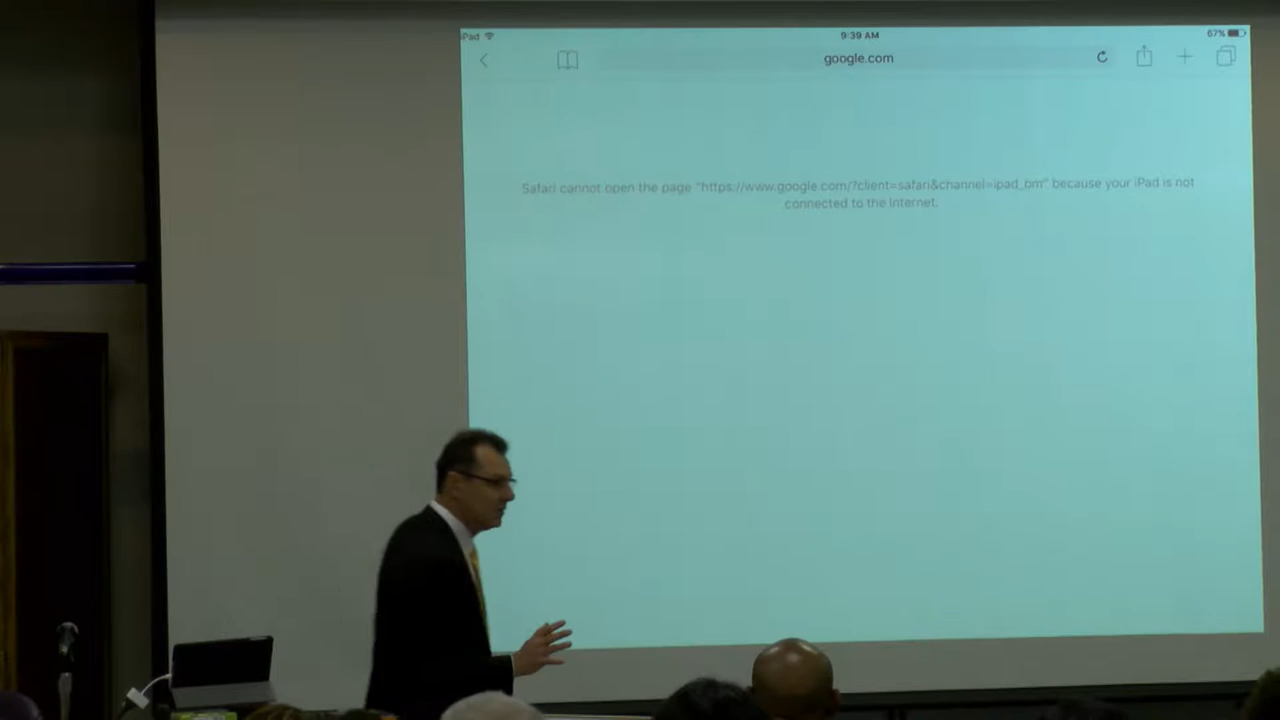 iPad 9:39 AM 67%
google.com
Safari cannot open the page "https://www.google.com/?client=safari&channel=ipad_bm" because your iPad is not
connected to the Internet.